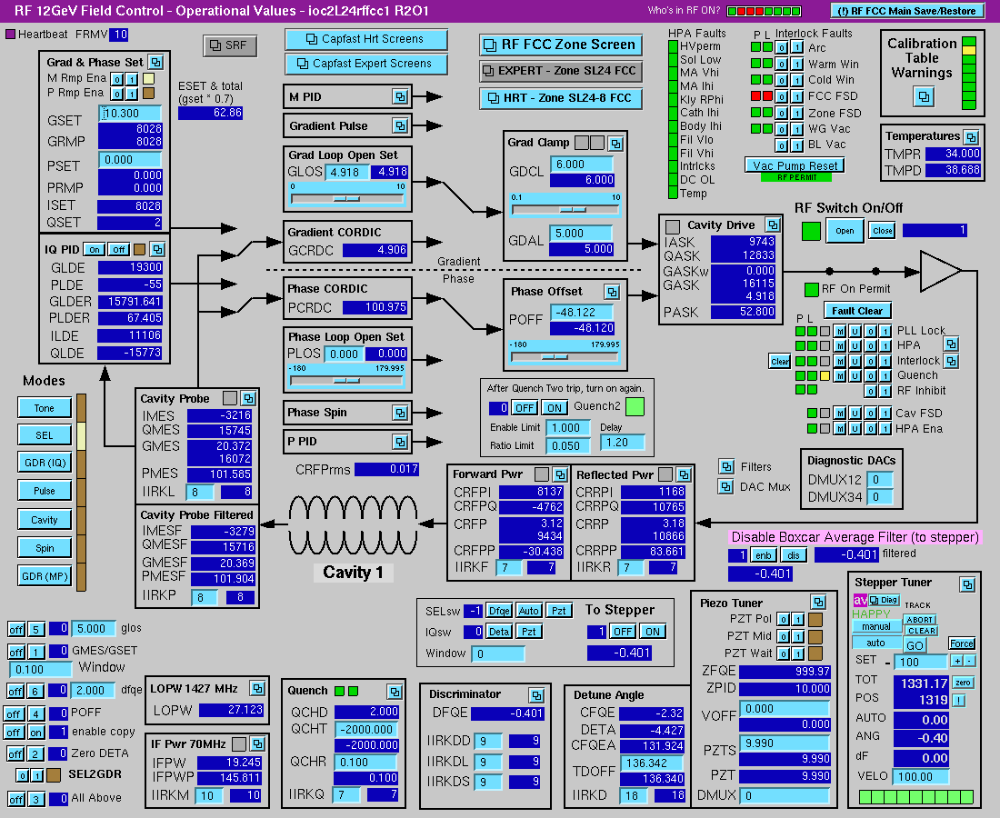 RF 12GeV Field Control - Operational Values - ioc2L24rffcc1 R2O1
Who's in RF ON?
(!) RF FCC Main Save/Restore
Heartbeat FRMV 10
SRF
Capfast Hrt Screens
Capfast Expert Screens
RF FCC Zone Screen
EXPERT - Zone SL24 FCC
HRT - Zone SL24-8 FCC
HPA Faults
HVperm
Sol Low
MA Vhi
MA Ihi
Kly RPhi
Cath Ihi
Body Ihi
Fil Vlo
Fil Vhi
Intrlcks
DC OL
Temp
P L Interlock Faults
0 1 Arc
0 1 Warm Win
0 1 Cold Win
0 1 FCC FSD
0 1 Zone FSD
0 1 WG Vac
0 1 BL Vac
Vac Pump Reset
RF PERMIT
Calibration
Table
Warnings
Temperatures
TMPR 34.000
TMPD 38.688
Grad & Phase Set
M Rmp Ena 0 1
P Rmp Ena 0 1
GSET 10.300
8028
GRMP 8028
PSET 0.000
0.000
PRMP 0.000
ISET 8028
QSET 2
ESET & total
(gset * 0.7)
62.86
M PID
Gradient Pulse
Grad Loop Open Set
GLOS 4.918 4.918
0 10
Gradient CORDIC
GCRDC 4.906
Gradient
Phase
Phase CORDIC
PCRDC 100.975
Phase Loop Open Set
PLOS 0.000 0.000
-180 179.995
Phase Spin
P PID
CRFPrms 0.017
Grad Clamp
GDCL 6.000
6.000
0.1 10
GDAL 5.000
5.000
Phase Offset
POFF -48.122
-48.120
-180 179.995
Cavity Drive
IASK 9743
QASK 12833
GASKw 0.000
GASK 16115
4.918
PASK 52.800
RF Switch On/Off
Open Close 1
RF On Permit
Fault Clear
P L
M U 0 1 PLL Lock
M U 0 1 HPA
Clear M U 0 1 Interlock
M U 0 1 Quench
0 1 RF Inhibit
M U 0 1 Cav FSD
M U 0 1 HPA Ena
IQ PID On Off
GLDE 19300
PLDE -55
GLDER 15791.641
PLDER 67.405
ILDE 11106
QLDE -15773
Modes
Tone
SEL
GDR (IQ)
Pulse
Cavity
Spin
GDR (MP)
Cavity Probe
IMES -3216
QMES 15745
GMES 20.372
16072
PMES 101.585
IIRKL 8 8
Cavity Probe Filtered
IMESF -3279
QMESF 15716
GMESF 20.369
PMESF 101.904
IIRKP 8 8
After Quench Two trip, turn on again.
0 OFF ON Quench2
Enable Limit 1.000 Delay
Ratio Limit 0.050 1.20
Cavity 1
Forward Pwr
CRFPI 8137
CRFPQ -4762
CRFP 3.12
9434
CRFPP -30.438
IIRKF 7 7
Reflected Pwr
CRRPI 1168
CRRPQ 10765
CRRP 3.18
10866
CRRPP 83.661
IIRKR 7 7
Filters
DAC Mux
Diagnostic DACs
DMUX12 0
DMUX34 0
Disable Boxcar Average Filter (to stepper)
1 enb dis -0.401 filtered
-0.401
SELsw -1 Dfqe Auto Pzt
IQsw 0 Deta Pzt
Window 0
To Stepper
1 OFF ON
-0.401
off 5 0 5.000 glos
off 1 0 GMES/GSET
0.100 Window
off 6 0 2.000 dfqe
off 4 0 POFF
off on 1 enable copy
off 2 0 Zero DETA
0 1 SEL2GDR
off 3 0 All Above
LOPW 1427 MHz
LOPW 27.123
IF Pwr 70MHz
IFPW 19.245
IFPWP 145.811
IIRKM 10 10
Quench
QCHD 2.000
QCHT -2000.000
-2000.000
QCHR 0.100
0.100
IIRKQ 7 7
Discriminator
DFQE -0.401
IIRKDD 9 9
IIRKDL 9 9
IIRKDS 9 9
Detune Angle
CFQE -2.32
DETA -4.427
CFQEA 131.924
TDOFF 136.342
136.340
IIRKD 18 18
Piezo Tuner
PZT Pol 0 1
PZT Mid 0 1
PZT Wait 0 1
ZFQE 999.97
ZPID 10.000
VOFF 0.000
0.000
PZTS 9.990
9.990
PZT 9.990
DMUX 0
Stepper Tuner
av Diag TRACK
HAPPY ABORT
manual CLEAR
auto GO Force
SET - 100 + -
TOT 1331.17 zero
POS 1319 !
AUTO 0.00
ANG -0.40
dF 0.00
VELO 100.00